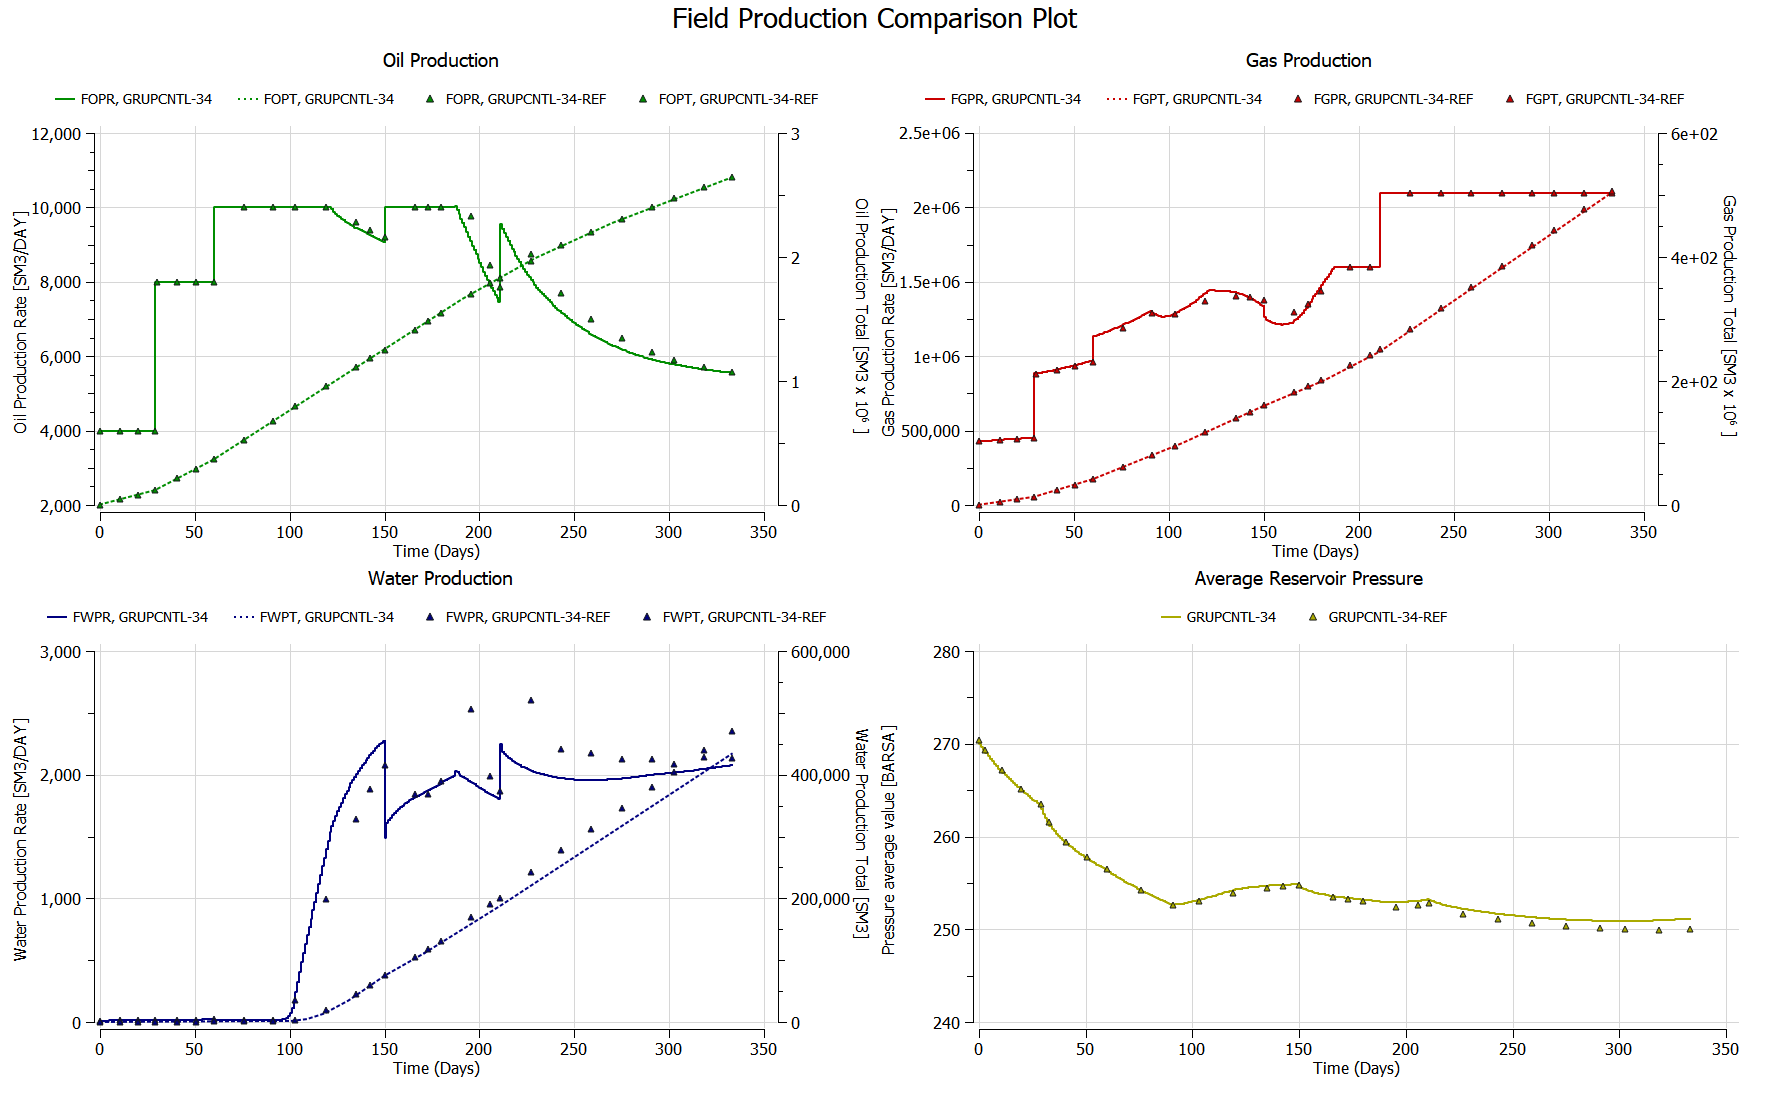 Field Production Comparison Plot
Oil Production
FOPR, GRUPCNTL-34 FOPT, GRUPCNTL-34 FOPR, GRUPCNTL-34-REF FOPT, GRUPCNTL-34-REF
Oil Production Rate [SM3/DAY]
12,000
10,000
8,000
6,000
4,000
2,000
3
2
1
0
Oil Production Total [SM3 x 10⁶ ]
0 50 100 150 200 250 300 350
Time (Days)
Gas Production
FGPR, GRUPCNTL-34 FGPT, GRUPCNTL-34 FGPR, GRUPCNTL-34-REF FGPT, GRUPCNTL-34-REF
Gas Production Rate [SM3/DAY]
2.5e+06
2e+06
1.5e+06
1e+06
500,000
0
6e+02
4e+02
2e+02
0
Gas Production Total [SM3 x 10⁶ ]
0 50 100 150 200 250 300 350
Time (Days)
Water Production
FWPR, GRUPCNTL-34 FWPT, GRUPCNTL-34 FWPR, GRUPCNTL-34-REF FWPT, GRUPCNTL-34-REF
Water Production Rate [SM3/DAY]
3,000
2,000
1,000
0
600,000
400,000
200,000
0
Water Production Total [SM3]
0 50 100 150 200 250 300 350
Time (Days)
Average Reservoir Pressure
GRUPCNTL-34 GRUPCNTL-34-REF
Pressure average value [BARSA]
280
270
260
250
240
0 50 100 150 200 250 300 350
Time (Days)